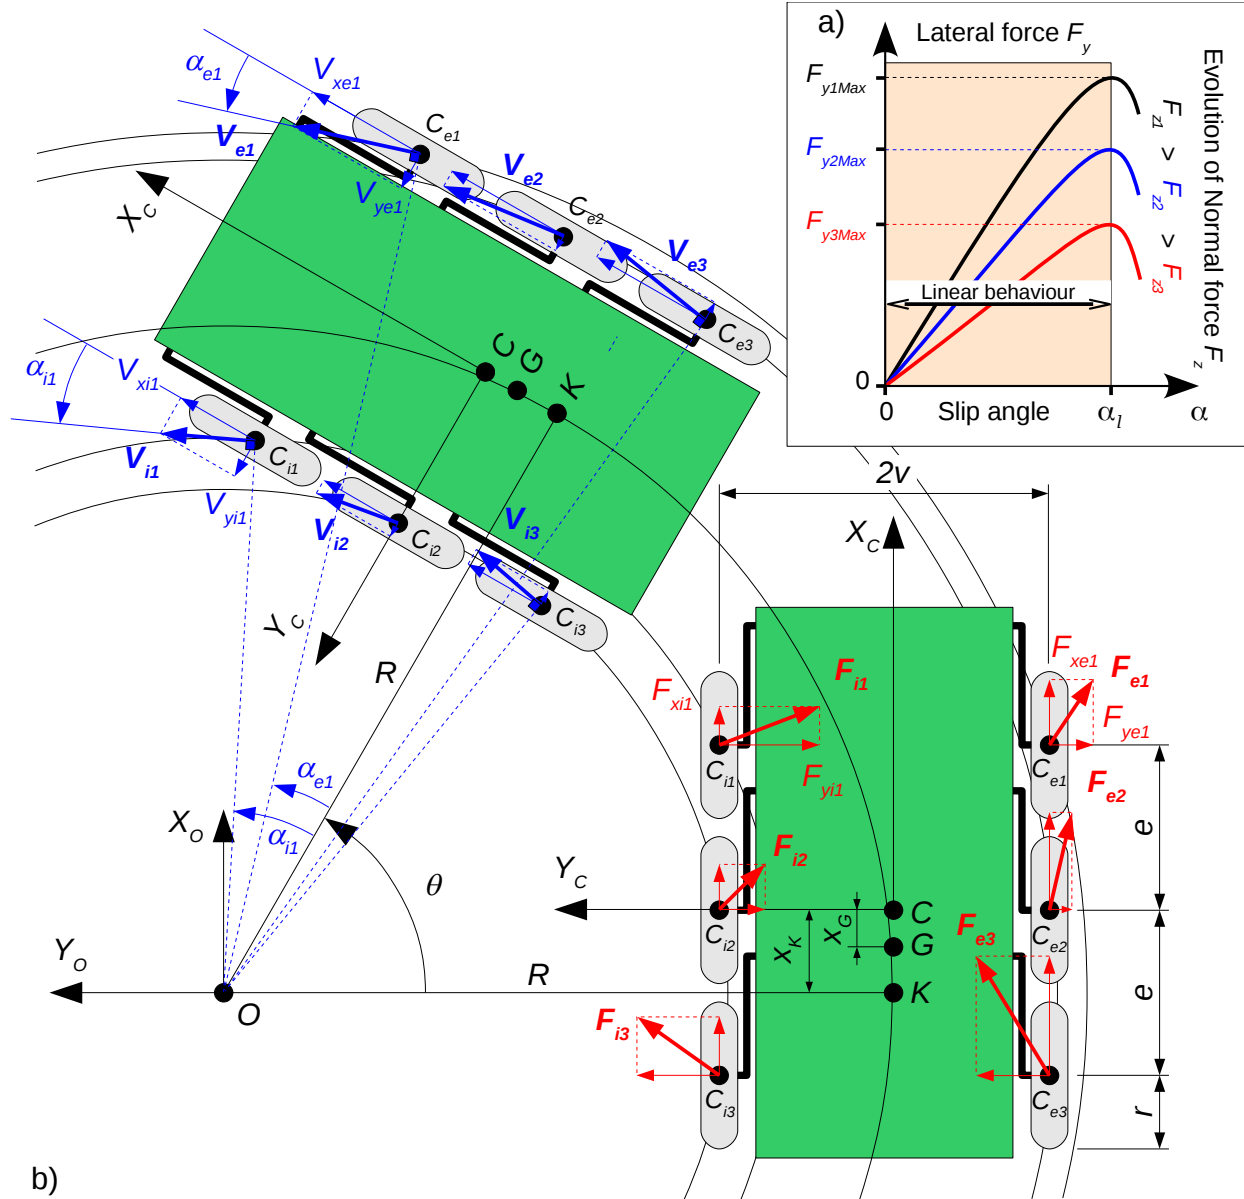 a)
Lateral force F_y
F_y1Max
F_y2Max
F_y3Max
F_z1 > F_z2 > F_z3
Evolution of Normal force F_z
Linear behaviour
0
0
Slip angle
α_l
α
α_e1
V_xe1
C_e1
V_e1
V_ye1
V_e2
C_e2
V_e3
C_e3
X_C
C
G
K
α_i1
V_xi1
V_i1
C_i1
V_yi1
V_i2
C_i2
V_i3
C_i3
Y_C
R
α_e1
α_i1
X_O
θ
Y_O
O
R
2v
X_C
F_xi1
F_i1
F_xe1
F_e1
C_i1
F_yi1
F_ye1
C_e1
F_e2
e
F_i2
Y_C
C
x_G
x_K
C_i2
G
F_e3
C_e2
K
e
F_i3
C_i3
C_e3
r
b)